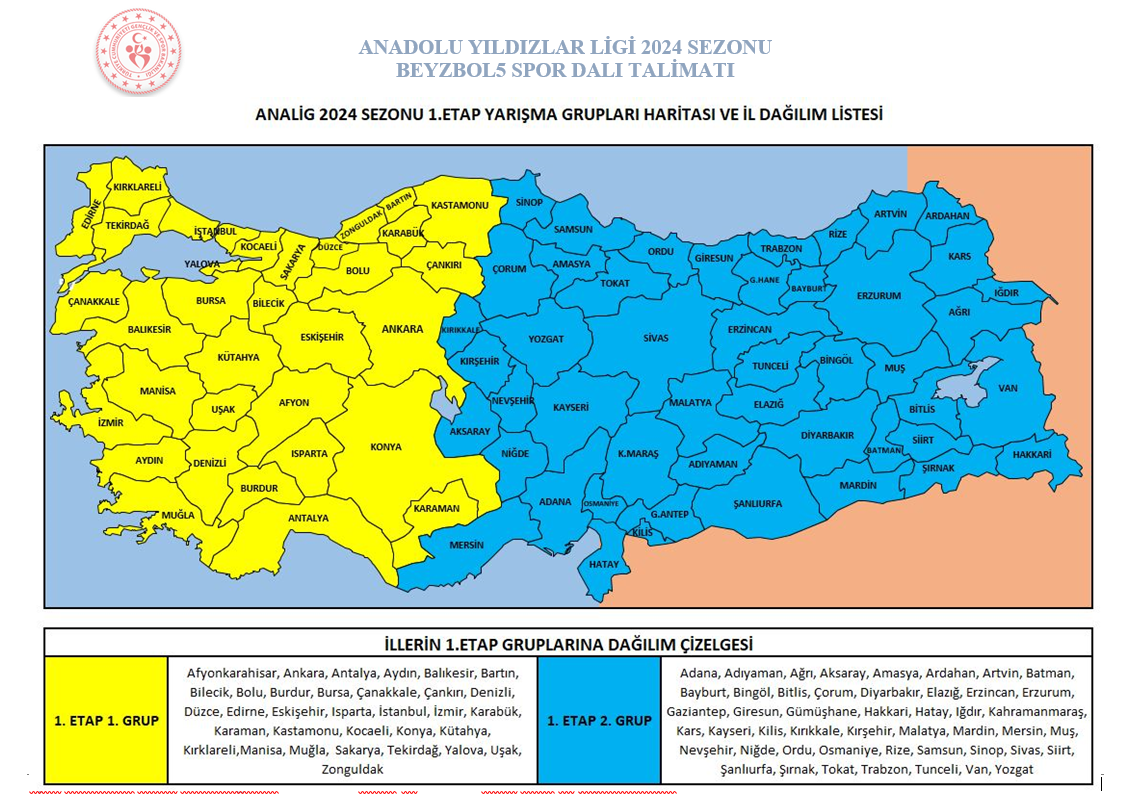 ANADOLU YILDIZLAR LİGİ 2024 SEZONU
BEYZBOL5 SPOR DALI TALİMATI
ANALİG 2024 SEZONU 1.ETAP YARIŞMA GRUPLARI HARİTASI VE İL DAĞILIM LİSTESİ
KIRKLARELİ
EDİRNE
TEKİRDAĞ
İSTANBUL
KOCAELİ
YALOVA
SAKARYA
DÜZCE
ZONGULDAK
BARTIN
KARABÜK
KASTAMONU
BOLU
ÇANKIRI
ÇANAKKALE
BURSA
BİLECİK
BALIKESİR
ESKİŞEHİR
ANKARA
KÜTAHYA
MANİSA
UŞAK
AFYON
İZMİR
AYDIN
DENİZLİ
ISPARTA
KONYA
BURDUR
MUĞLA
ANTALYA
KARAMAN
SİNOP
SAMSUN
ORDU
GİRESUN
TRABZON
RİZE
ARTVİN
ARDAHAN
KARS
ÇORUM
AMASYA
TOKAT
G.HANE
BAYBURT
ERZURUM
IĞDIR
AĞRI
KIRIKKALE
YOZGAT
SİVAS
ERZİNCAN
KIRŞEHİR
TUNCELİ
BİNGÖL
MUŞ
VAN
NEVŞEHİR
KAYSERİ
MALATYA
ELAZIĞ
BİTLİS
AKSARAY
NİĞDE
K.MARAŞ
ADIYAMAN
DİYARBAKIR
BATMAN
SİİRT
ŞIRNAK
HAKKARİ
MARDİN
ADANA
OSMANİYE
G.ANTEP
ŞANLIURFA
KİLİS
MERSİN
HATAY
İLLERİN 1.ETAP GRUPLARINA DAĞILIM ÇİZELGESİ
1. ETAP 1. GRUP
Afyonkarahisar, Ankara, Antalya, Aydın, Balıkesir, Bartın,
Bilecik, Bolu, Burdur, Bursa, Çanakkale, Çankırı, Denizli,
Düzce, Edirne, Eskişehir, Isparta, İstanbul, İzmir, Karabük,
Karaman, Kastamonu, Kocaeli, Konya, Kütahya,
Kırklareli,Manisa, Muğla, Sakarya, Tekirdağ, Yalova, Uşak,
Zonguldak
1. ETAP 2. GRUP
Adana, Adıyaman, Ağrı, Aksaray, Amasya, Ardahan, Artvin, Batman,
Bayburt, Bingöl, Bitlis, Çorum, Diyarbakır, Elazığ, Erzincan, Erzurum,
Gaziantep, Giresun, Gümüşhane, Hakkari, Hatay, Iğdır, Kahramanmaraş,
Kars, Kayseri, Kilis, Kırıkkale, Kırşehir, Malatya, Mardin, Mersin, Muş,
Nevşehir, Niğde, Ordu, Osmaniye, Rize, Samsun, Sinop, Sivas, Siirt,
Şanlıurfa, Şırnak, Tokat, Trabzon, Tunceli, Van, Yozgat